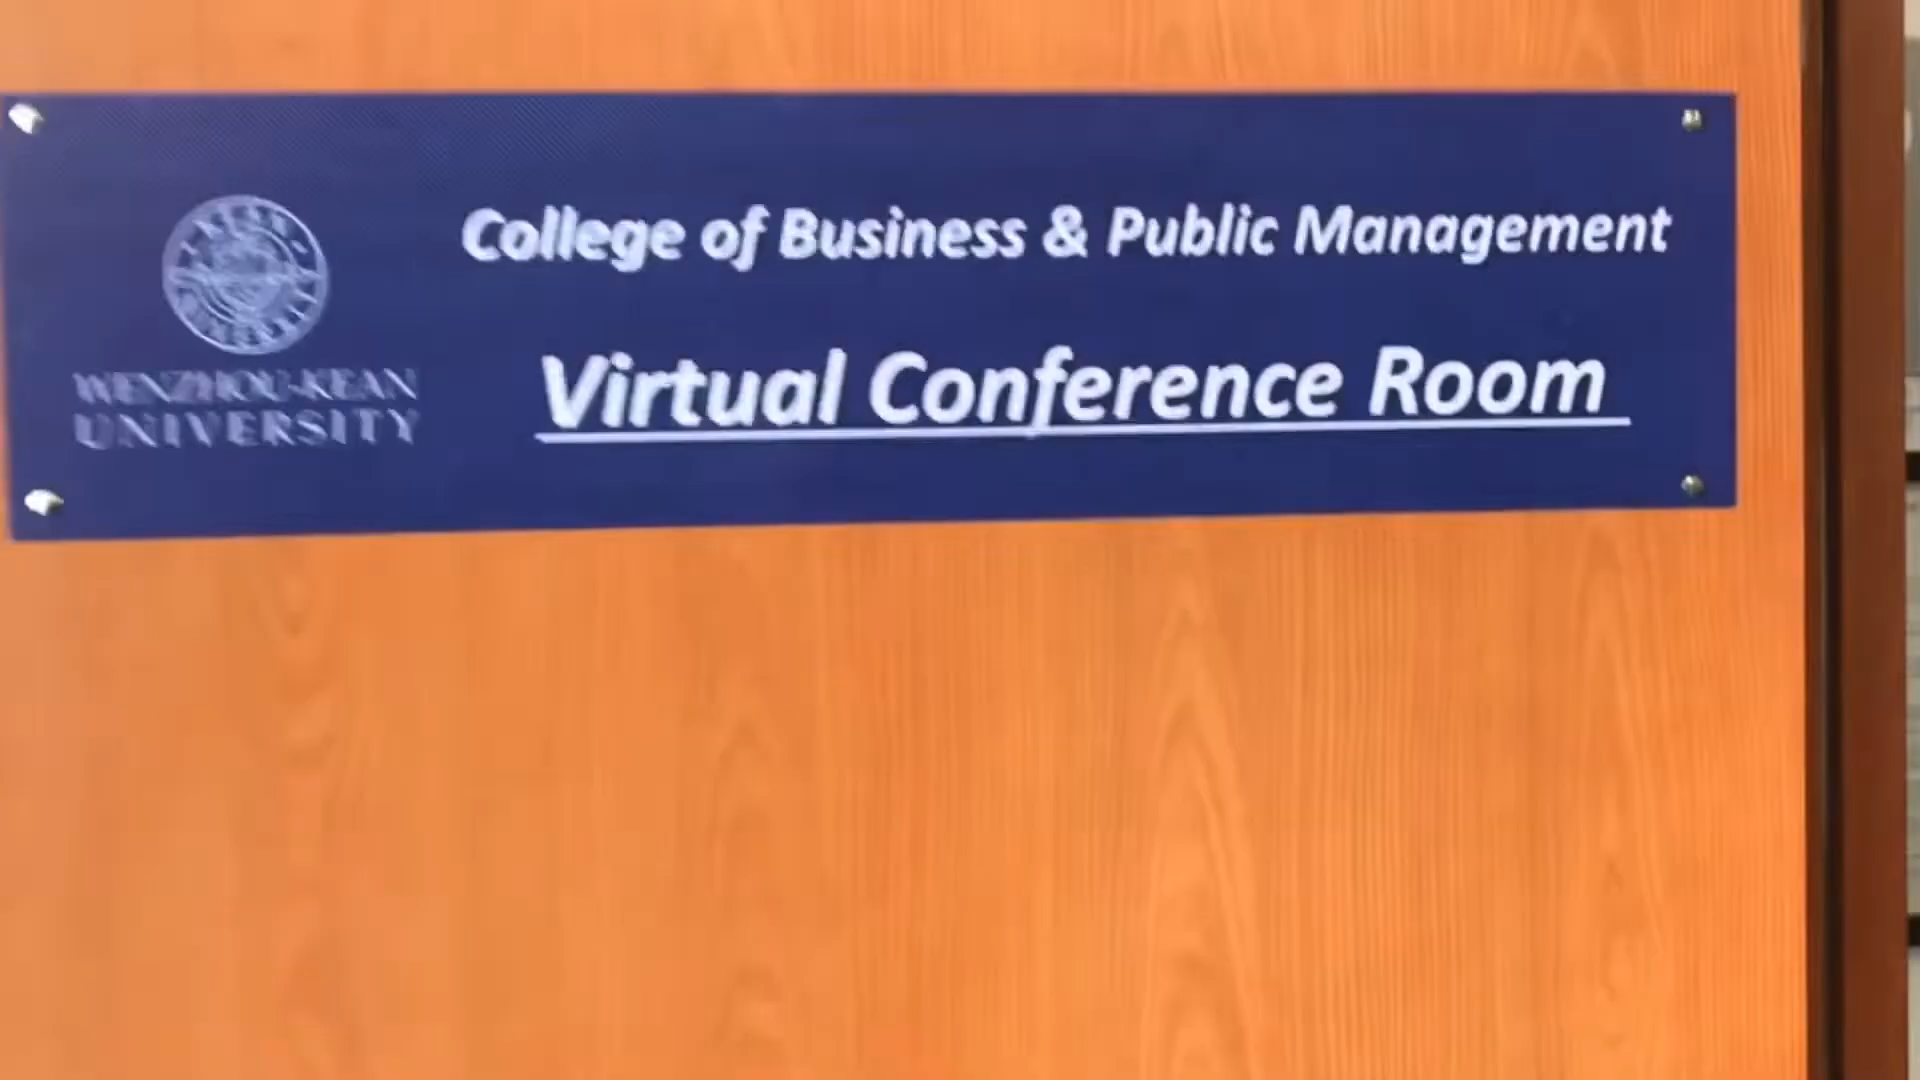 College of Business & Public Management
Virtual Conference Room
WENZHOU-KEAN
UNIVERSITY